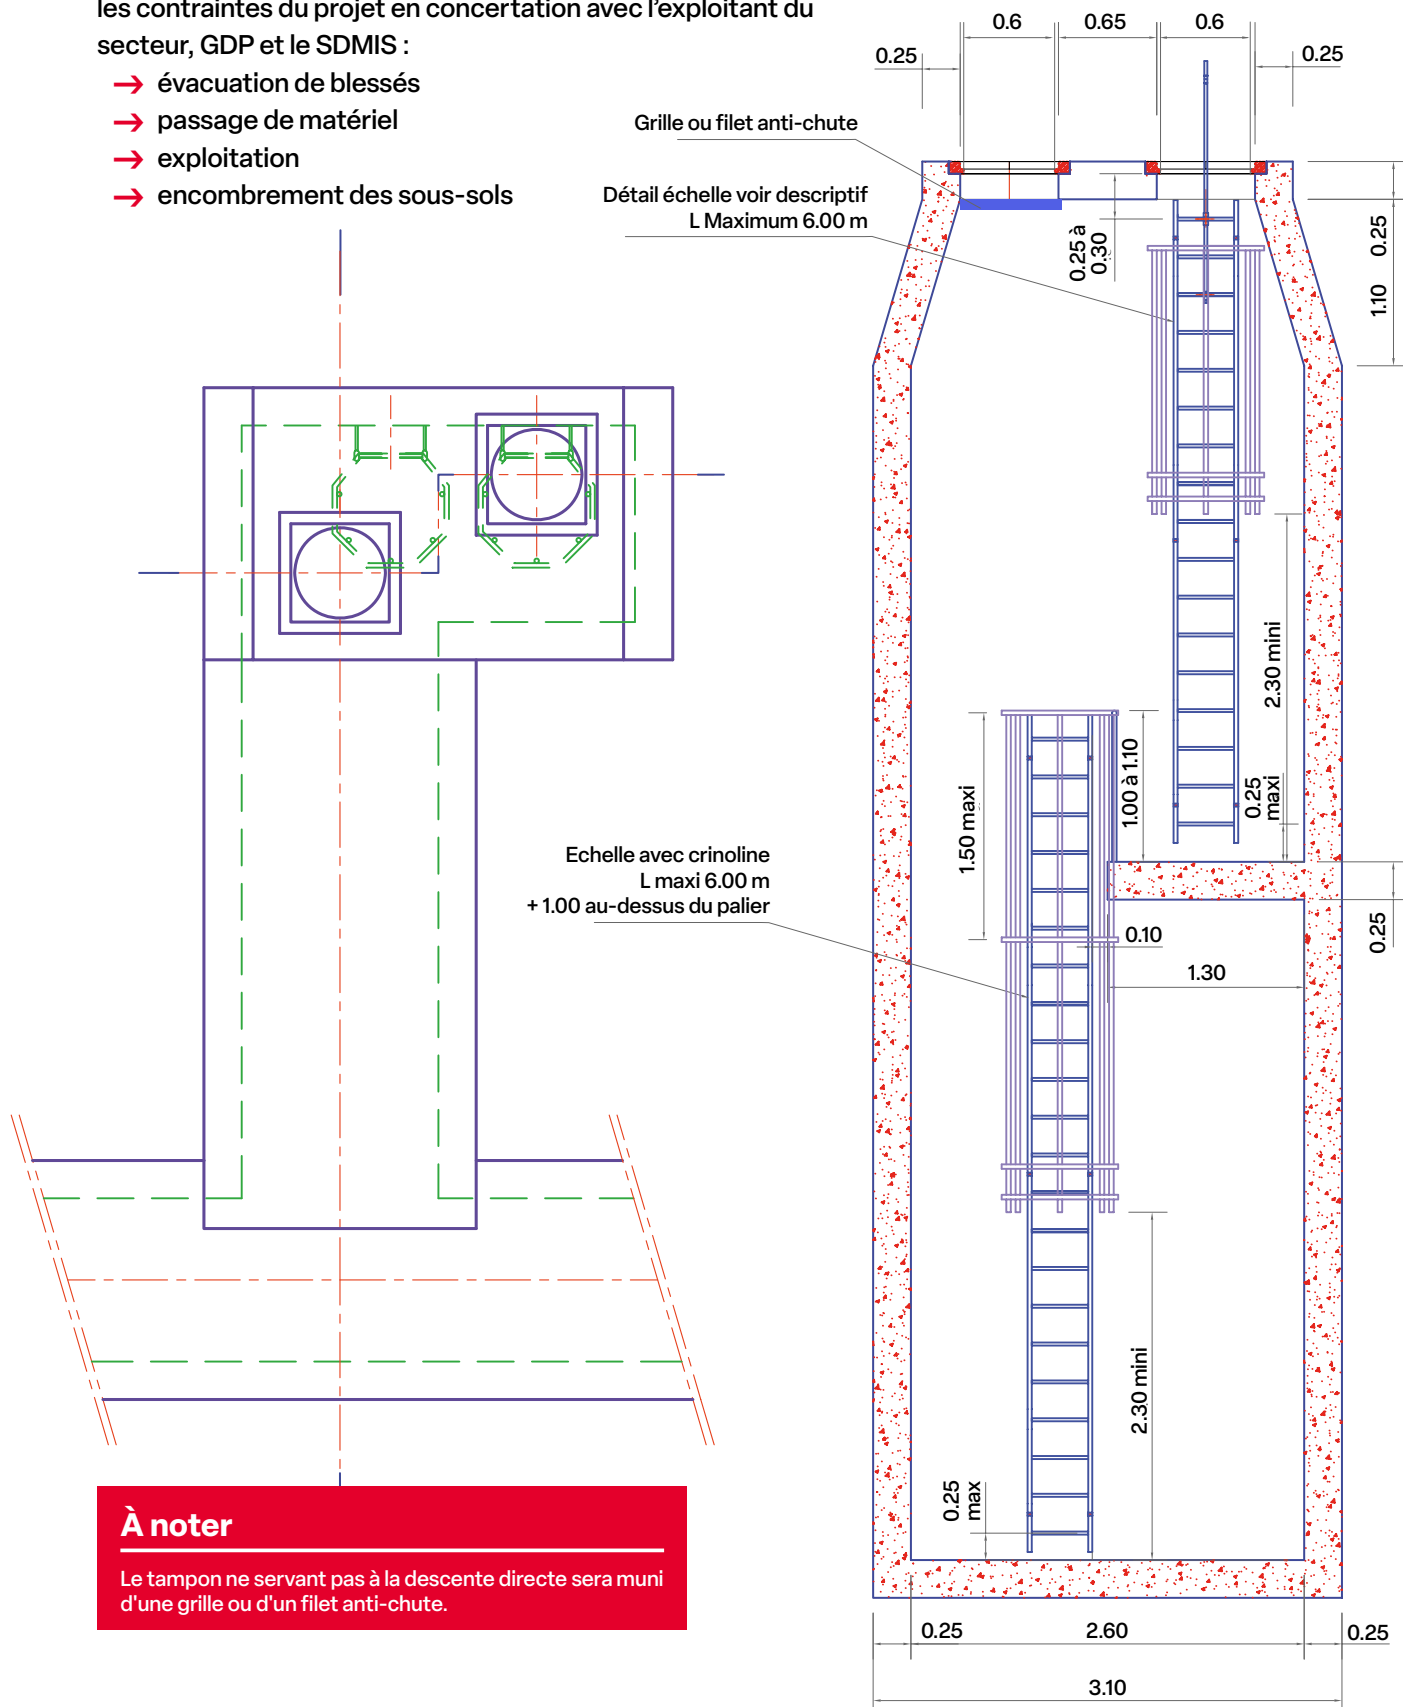 les contraintes du projet en concertation avec l'exploitant du
secteur, GDP et le SDMIS :
→ évacuation de blessés
→ passage de matériel
→ exploitation
→ encombrement des sous-sols
0.6
0.65
0.6
0.25
0.25
Grille ou filet anti-chute
Détail échelle voir descriptif
L Maximum 6.00 m
0.25 à
0.30
0.25
1.10
2.30 mini
0.25
maxi
1.00 à 1.10
1.50 maxi
Echelle avec crinoline
L maxi 6.00 m
+ 1.00 au-dessus du palier
0.10
1.30
0.25
2.30 mini
0.25
max
À noter
Le tampon ne servant pas à la descente directe sera muni
d'une grille ou d'un filet anti-chute.
0.25
2.60
0.25
3.10